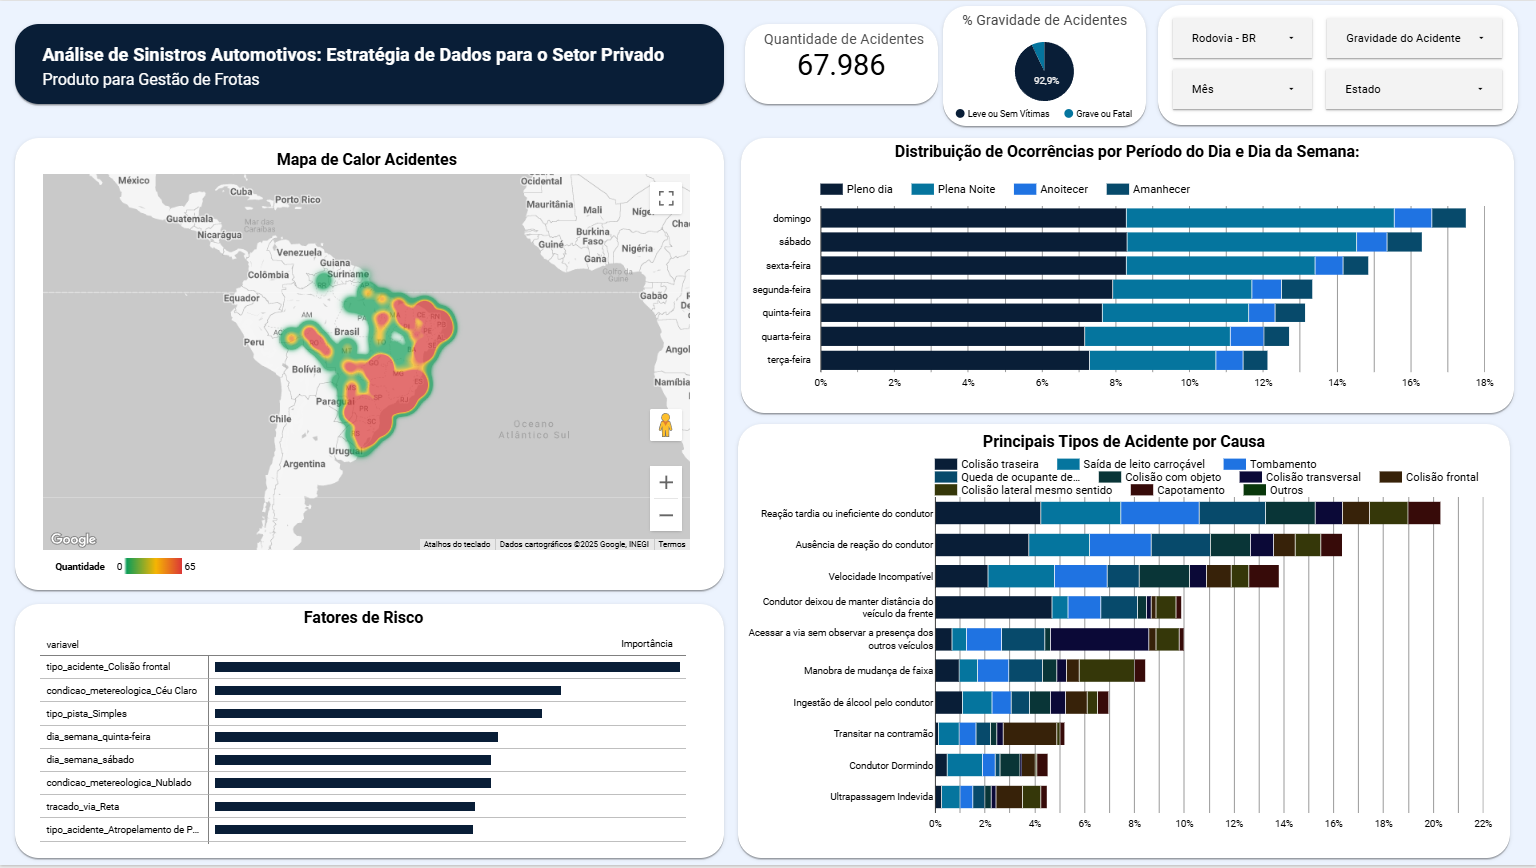 Análise de Sinistros Automotivos: Estratégia de Dados para o Setor Privado
Produto para Gestão de Frotas
Quantidade de Acidentes
67.986
% Gravidade de Acidentes
92,9%
Leve ou Sem Vítimas
Grave ou Fatal
Rodovia - BR
Gravidade do Acidente
Mês
Estado
Mapa de Calor Acidentes
México
Cuba
Porto Rico
Guatemala
Mar das
Caraíbas
Nicarágua
Venezuela
Guiana
Suriname
Colômbia
Equador
AM
Brasil
Peru
Bolívia
Paraguai
Chile
Uruguai
Argentina
Ocidental
Mauritânia
Mali
Níge
Chade
Burkina
Faso
Guiné
Nigéria
Gana
Golfo da
Guiné
Gabão
Angol
Namíbia
Oceano
Atlântico Sul
Google
Atalhos do teclado
Dados cartográficos ©2025 Google, INEGI
Termos
Quantidade
0
65
Fatores de Risco
variavel
Importância
tipo_acidente_Colisão frontal
condicao_metereologica_Céu Claro
tipo_pista_Simples
dia_semana_quinta-feira
dia_semana_sábado
condicao_metereologica_Nublado
tracado_via_Reta
tipo_acidente_Atropelamento de P...
Distribuição de Ocorrências por Período do Dia e Dia da Semana:
Pleno dia
Plena Noite
Anoitecer
Amanhecer
domingo
sábado
sexta-feira
segunda-feira
quinta-feira
quarta-feira
terça-feira
0% 2% 4% 6% 8% 10% 12% 14% 16% 18%
Principais Tipos de Acidente por Causa
Colisão traseira
Saída de leito carroçável
Tombamento
Queda de ocupante de...
Colisão com objeto
Colisão transversal
Colisão frontal
Colisão lateral mesmo sentido
Capotamento
Outros
Reação tardia ou ineficiente do condutor
Ausência de reação do condutor
Velocidade Incompatível
Condutor deixou de manter distância do
veículo da frente
Acessar a via sem observar a presença dos
outros veículos
Manobra de mudança de faixa
Ingestão de álcool pelo condutor
Transitar na contramão
Condutor Dormindo
Ultrapassagem Indevida
0% 2% 4% 6% 8% 10% 12% 14% 16% 18% 20% 22%